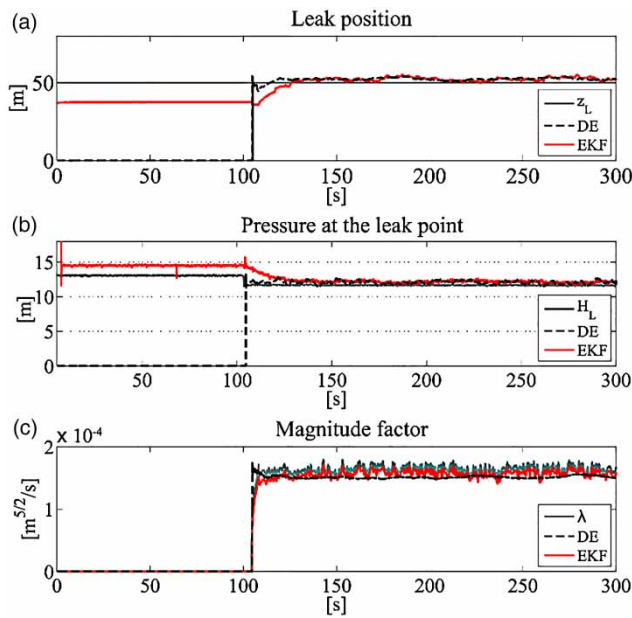 (a) Leak position
[m]
50
0
z_L
DE
EKF
0 50 100 150 200 250 300
[s]
(b) Pressure at the leak point
[m]
15
10
5
0
H_L
DE
EKF
50 100 150 200 250 300
[s]
(c) Magnitude factor
2 x 10^-4
[m^5/2/s]
1
0
λ
DE
EKF
0 50 100 150 200 250 300
[s]